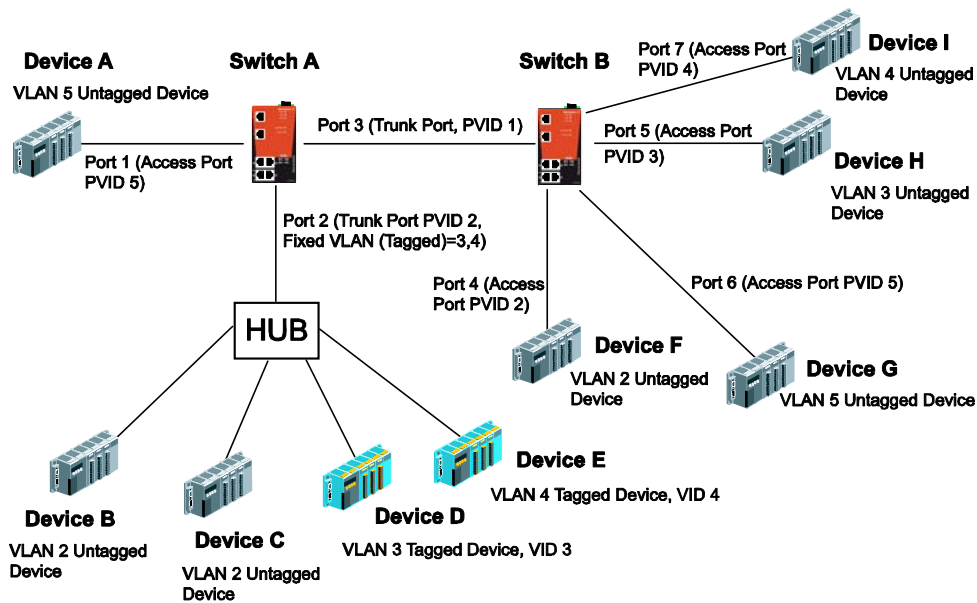 Device A
VLAN 5 Untagged Device
Port 1 (Access Port
PVID 5)
Switch A
Port 3 (Trunk Port, PVID 1)
Switch B
Port 7 (Access Port
PVID 4)
Device I
VLAN 4 Untagged
Device
Port 5 (Access Port
PVID 3)
Device H
VLAN 3 Untagged
Device
Port 2 (Trunk Port PVID 2,
Fixed VLAN (Tagged)=3,4)
Port 4 (Access
Port PVID 2)
Port 6 (Access Port PVID 5)
HUB
Device F
VLAN 2 Untagged
Device
Device G
VLAN 5 Untagged Device
Device B
VLAN 2 Untagged
Device
Device C
VLAN 2 Untagged
Device
Device D
VLAN 3 Tagged Device, VID 3
Device E
VLAN 4 Tagged Device, VID 4